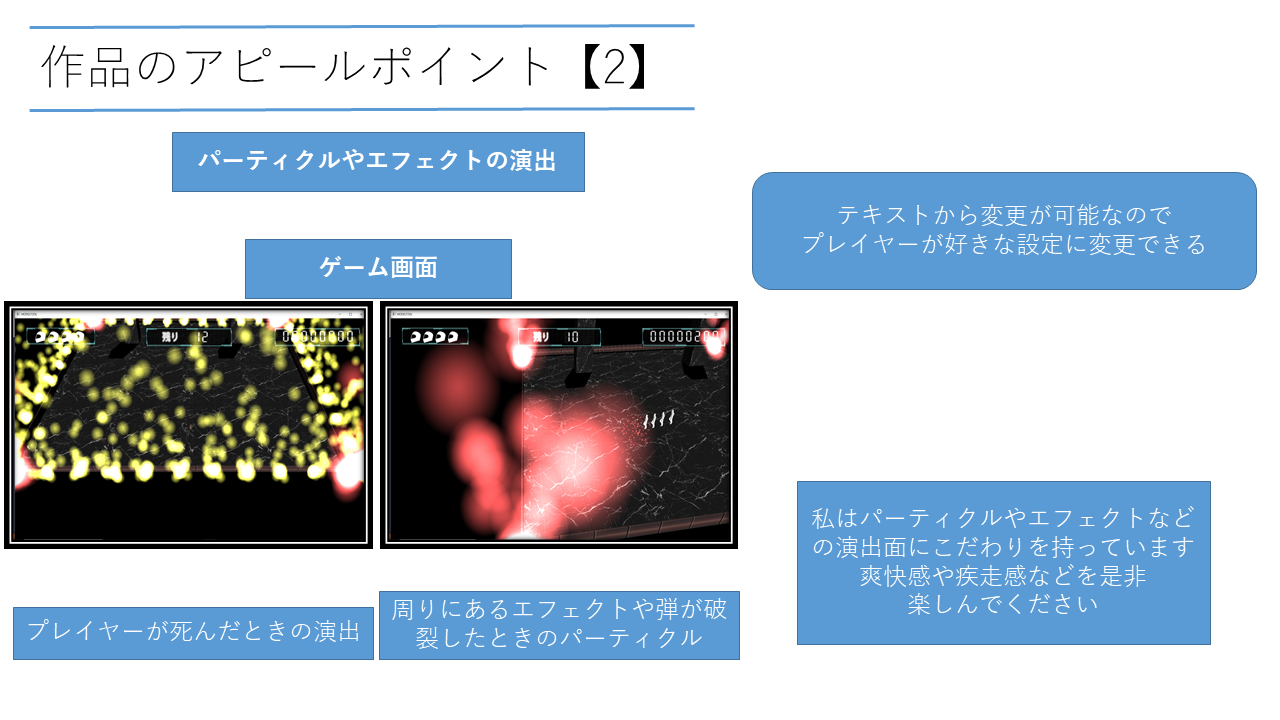 作品のアピールポイント【2】
パーティクルやエフェクトの演出
テキストから変更が可能なので
プレイヤーが好きな設定に変更できる
ゲーム画面
残り 12
残り 10
プレイヤーが死んだときの演出
周りにあるエフェクトや弾が破
裂したときのパーティクル
私はパーティクルやエフェクトなど
の演出面にこだわりを持っています
爽快感や疾走感などを是非
楽しんでください